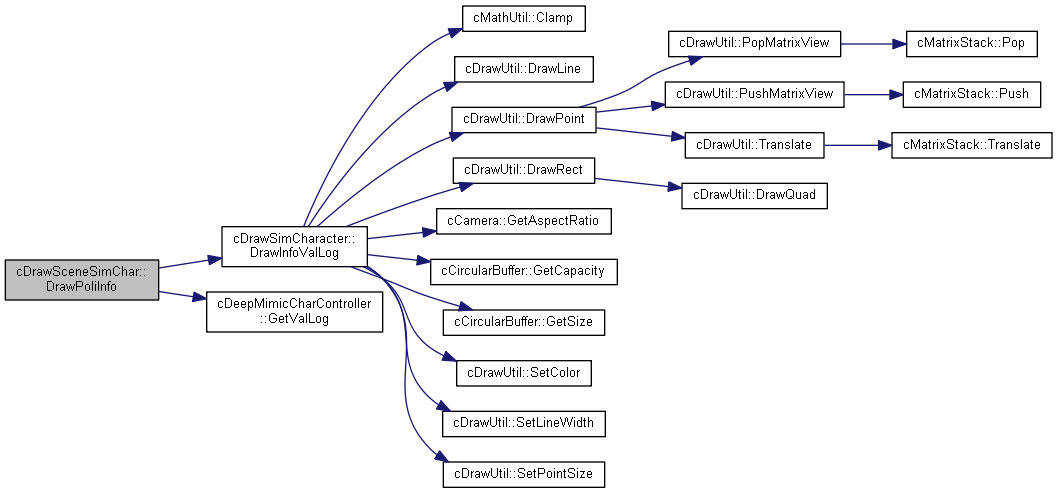 cDrawSceneSimChar::
DrawPoliInfo
cDrawSimCharacter::
DrawInfoValLog
cDeepMimicCharController
::GetValLog
cMathUtil::Clamp
cDrawUtil::DrawLine
cDrawUtil::DrawPoint
cDrawUtil::DrawRect
cCamera::GetAspectRatio
cCircularBuffer::GetCapacity
cCircularBuffer::GetSize
cDrawUtil::SetColor
cDrawUtil::SetLineWidth
cDrawUtil::SetPointSize
cDrawUtil::PopMatrixView
cDrawUtil::PushMatrixView
cDrawUtil::Translate
cDrawUtil::DrawQuad
cMatrixStack::Pop
cMatrixStack::Push
cMatrixStack::Translate